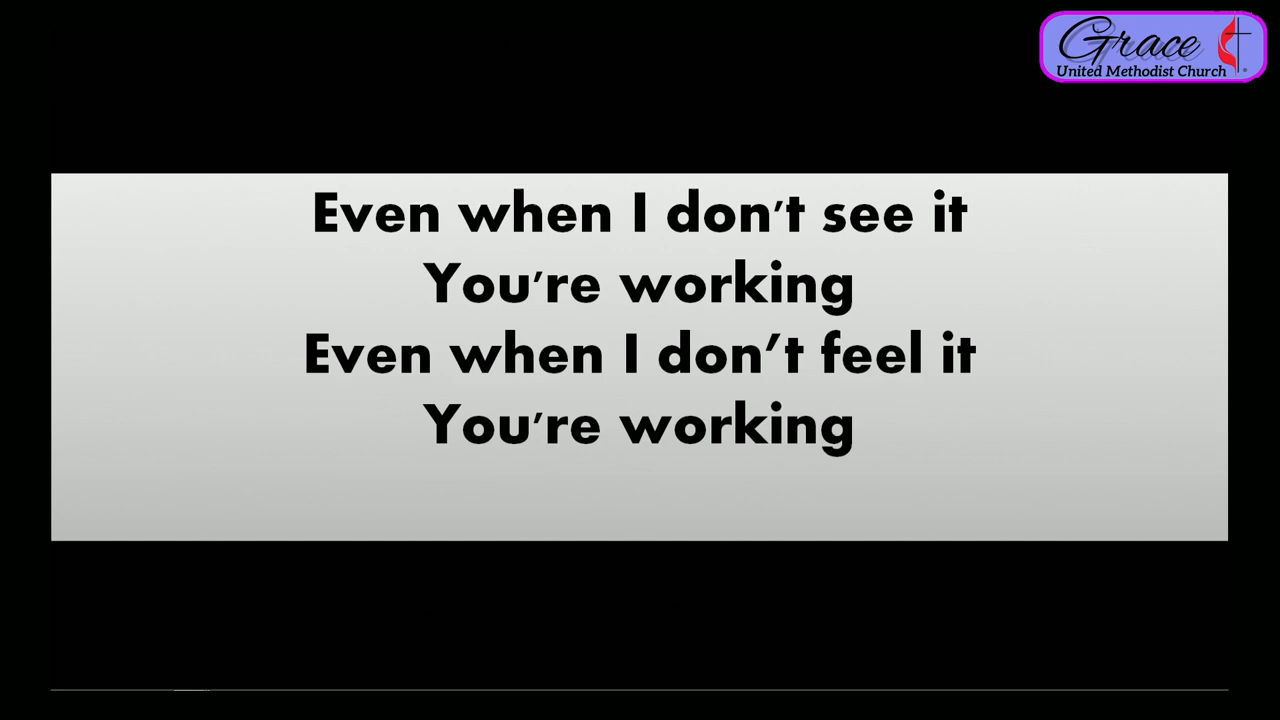 Grace
United Methodist Church
Even when I don't see it
You're working
Even when I don’t feel it
You're working